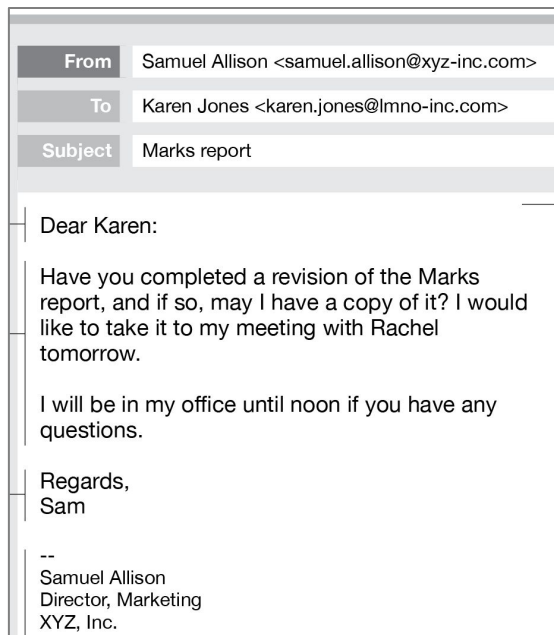 From Samuel Allison <samuel.allison@xyz-inc.com>
To Karen Jones <karen.jones@lmno-inc.com>
Subject Marks report
Dear Karen:
Have you completed a revision of the Marks
report, and if so, may I have a copy of it? I would
like to take it to my meeting with Rachel
tomorrow.
I will be in my office until noon if you have any
questions.
Regards,
Sam
--
Samuel Allison
Director, Marketing
XYZ, Inc.